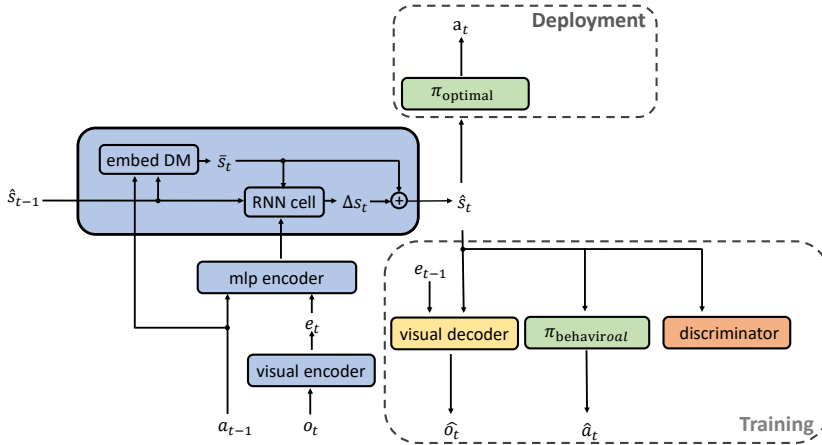 Deployment
a_t
π_optimal
embed DM
s̄_t
ŝ_{t−1}
RNN cell
Δs_t
+
ŝ_t
mlp encoder
e_{t−1}
e_t
visual decoder
π_behaviroal
discriminator
visual encoder
a_{t−1}
o_t
ô_t
â_t
Training